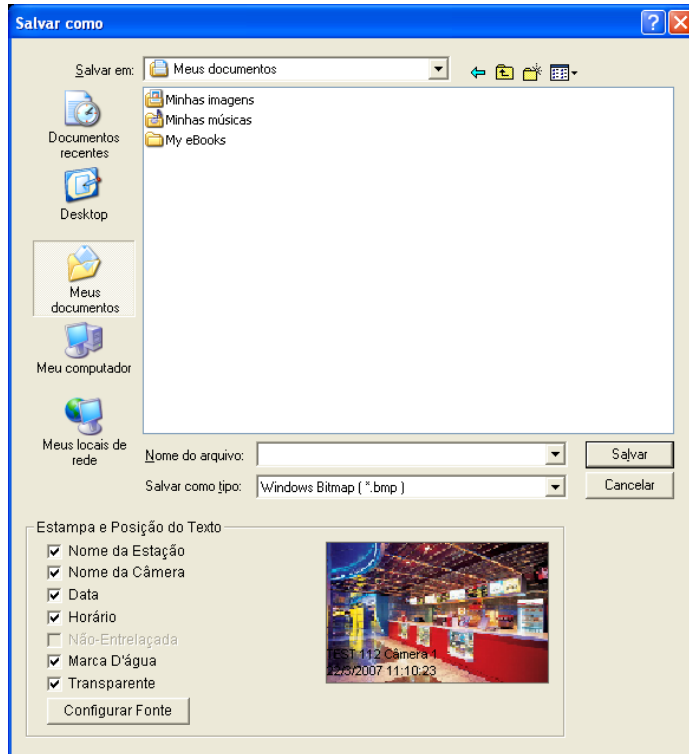 Salvar como
Salvar em:
Meus documentos
Minhas imagens
Minhas músicas
My eBooks
Documentos
recentes
Desktop
Meus
documentos
Meu computador
Meus locais de
rede
Nome do arquivo:
Salvar
Salvar como tipo:
Windows Bitmap ( *.bmp )
Cancelar
Estampa e Posição do Texto
Nome da Estação
Nome da Câmera
Data
Horário
Não-Entrelaçada
Marca D'água
Transparente
Configurar Fonte
TEST 112 Câmera 1
22/3/2007 11:10:23